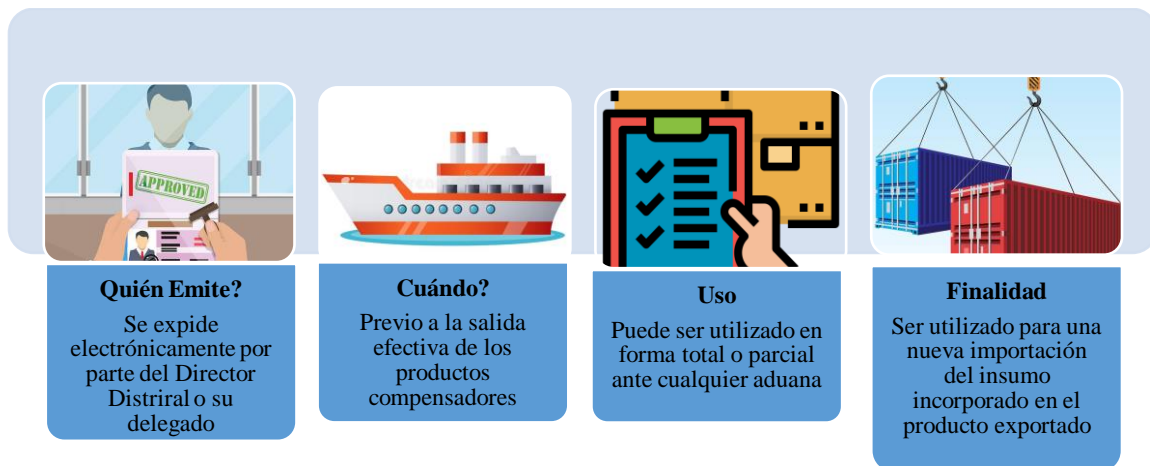 APPROVED
Quién Emite?
Se expide
electrónicamente por
parte del Director
Distriral o su
delegado
Cuándo?
Previo a la salida
efectiva de los
productos
compensadores
Uso
Puede ser utilizado en
forma total o parcial
ante cualquier aduana
Finalidad
Ser utilizado para una
nueva importación
del insumo
incorporado en el
producto exportado